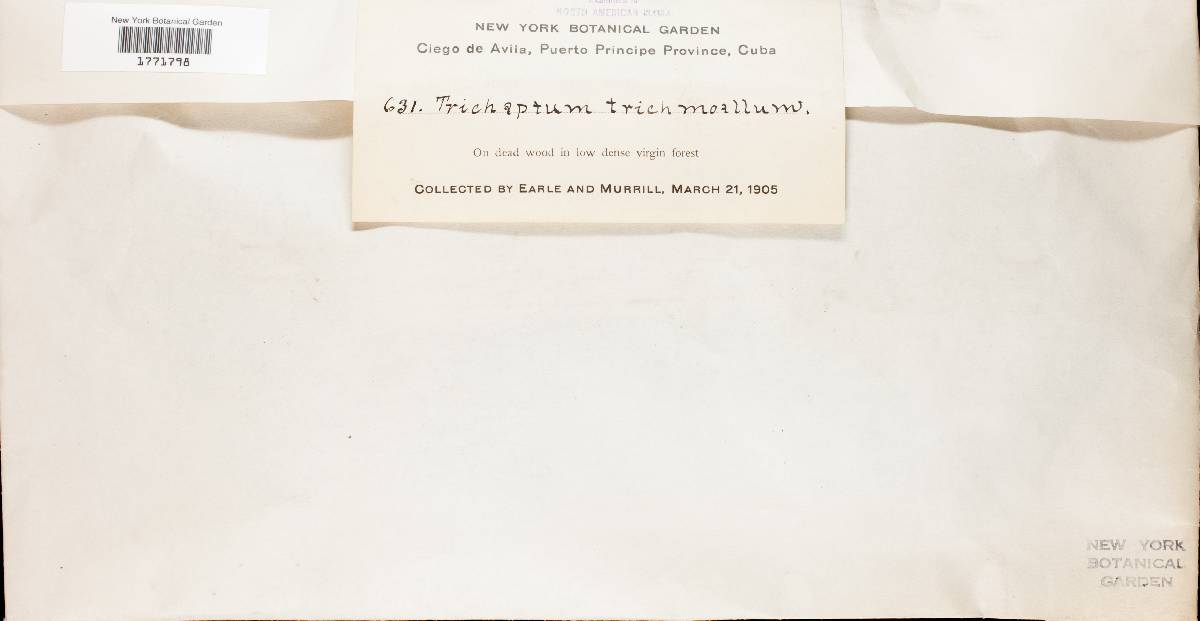 New York Botanical Garden
1771798
NORTH AMERICAN
NEW YORK BOTANICAL GARDEN
Ciego de Avila, Puerto Principe Province, Cuba
631. Trichaptum trichmoallum.
On dead wood in low dense virgin forest
COLLECTED BY EARLE AND MURRILL, MARCH 21, 1905
NEW YORK
BOTANICAL
GARDEN